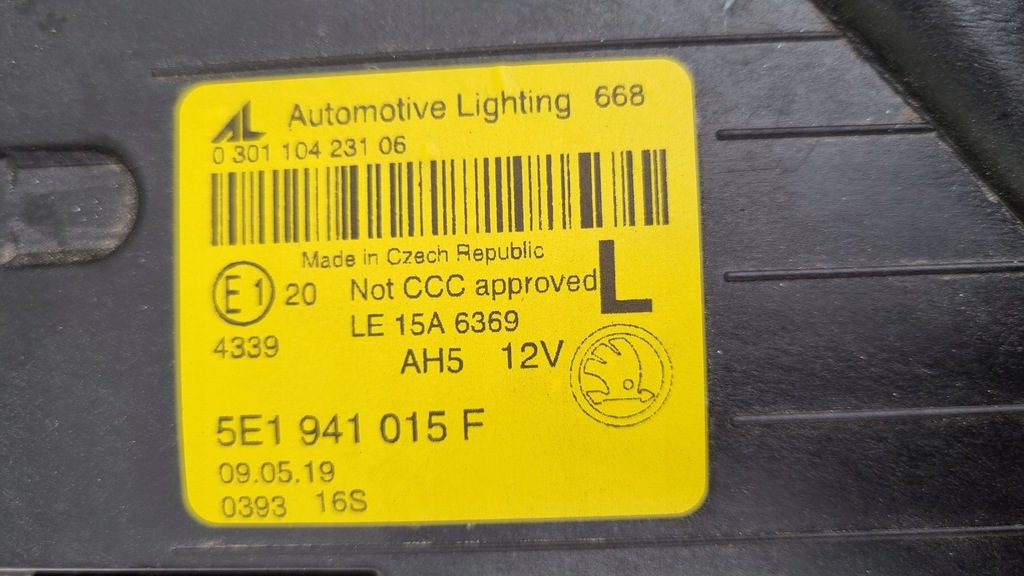 AL Automotive Lighting 668
0 301 104 231 06
Made in Czech Republic
E1 20 Not CCC approved L
LE 15A 6369
4339
AH5 12V
5E1 941 015 F
09.05.19
0393 16S